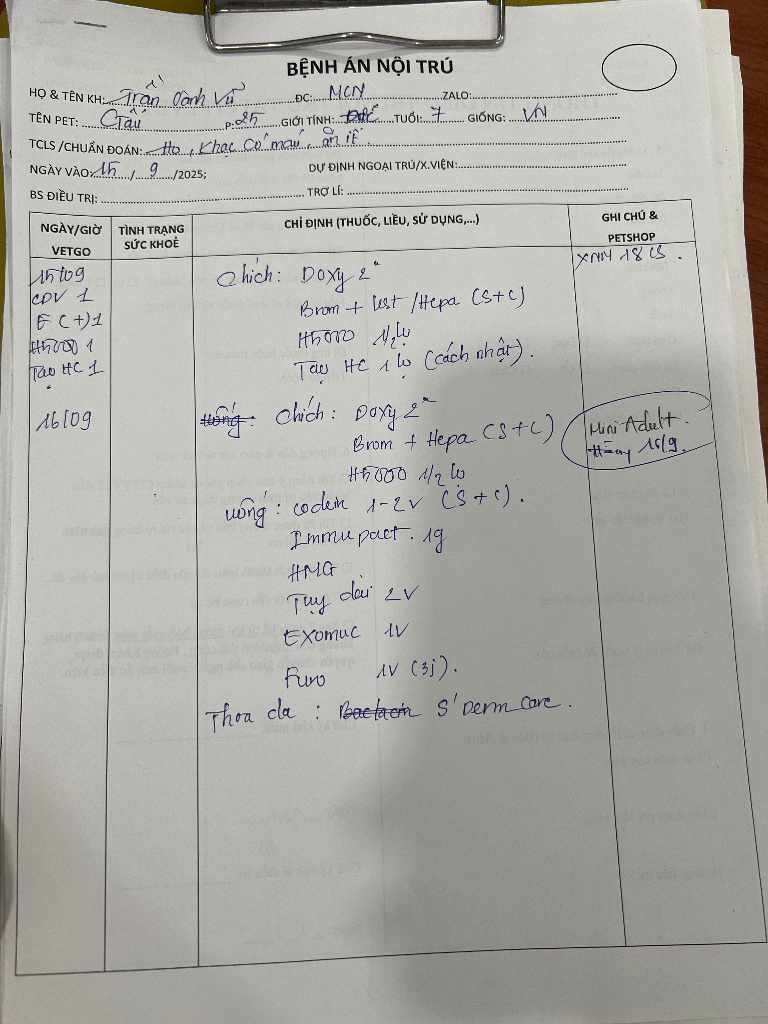 BỆNH ÁN NỘI TRÚ
HỌ & TÊN KH: Trần Oành Vũ ĐC: MCN ZALO:
TÊN PET: Gấu P: 25 GIỚI TÍNH: Đực TUỔI: 7 GIỐNG: VN
TCLS /CHUẨN ĐOÁN: Ho, Khạc có máu, ăn ít.
NGÀY VÀO: 15 / 9 /2025; DỰ ĐỊNH NGOẠI TRÚ/X.VIỆN:
BS ĐIỀU TRỊ: TRỢ LÍ:
NGÀY/GIỜ VETGO TÌNH TRẠNG SỨC KHOẺ CHỈ ĐỊNH (THUỐC, LIỀU, SỬ DỤNG,...) GHI CHÚ & PETSHOP
15/09 Chích: Doxy 2 XNM 18 CS.
CDV 1 Brom + /Hepa (S+C)
E C (+) 1 H5000 1/2 lọ
H5000 1 Tạo HC 1 lọ (cách nhật).
Tạo HC 1
16/09 Uống: Chích: Doxy 2 Mini Adult
Brom + Hepa (S+C) 15/9.
H5000 1/2 lọ
Uống: codein 1-2v (S+C).
Immupact. 1g
HMG
Tụy dài 2V
Exomuc 1V
Furo 1V (3j).
Thoa da: Bactacin S'Derm Care.